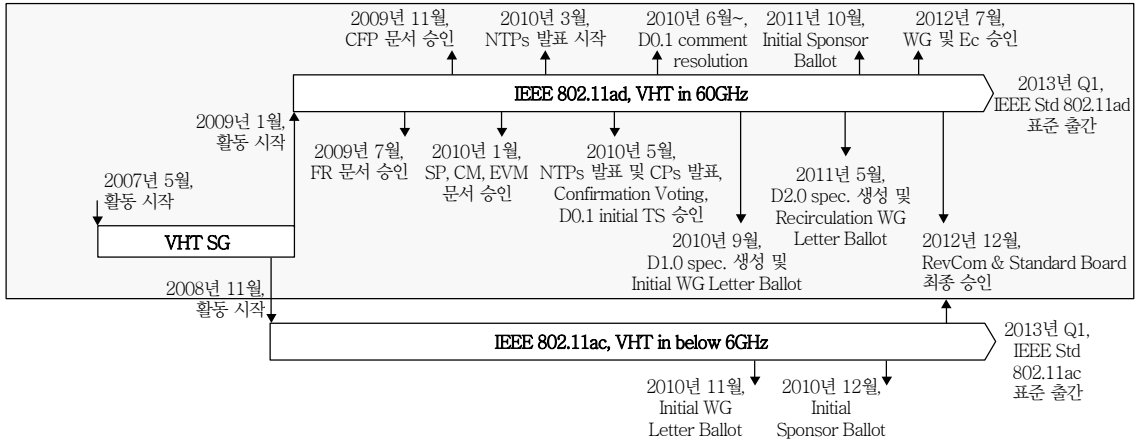 2009년 11월,
CFP 문서 승인
2010년 3월,
NTPs 발표 시작
2010년 6월~,
D0.1 comment
resolution
2011년 10월,
Initial Sponsor
Ballot
2012년 7월,
WG 및 Ec 승인
IEEE 802.11ad, VHT in 60GHz
2013년 Q1,
IEEE Std 802.11ad
표준 출간
2009년 1월,
활동 시작
2009년 7월,
FR 문서 승인
2010년 1월,
SP, CM, EVM
문서 승인
2010년 5월,
NTPs 발표 및 CPs 발표,
Confirmation Voting,
D0.1 initial TS 승인
2010년 9월,
D1.0 spec. 생성 및
Initial WG Letter Ballot
2011년 5월,
D2.0 spec. 생성 및
Recirculation WG
Letter Ballot
2012년 12월,
RevCom & Standard Board
최종 승인
2007년 5월,
활동 시작
VHT SG
2008년 11월,
활동 시작
IEEE 802.11ac, VHT in below 6GHz
2013년 Q1,
IEEE Std
802.11ac
표준 출간
2010년 11월,
Initial WG
Letter Ballot
2010년 12월,
Initial
Sponsor Ballot